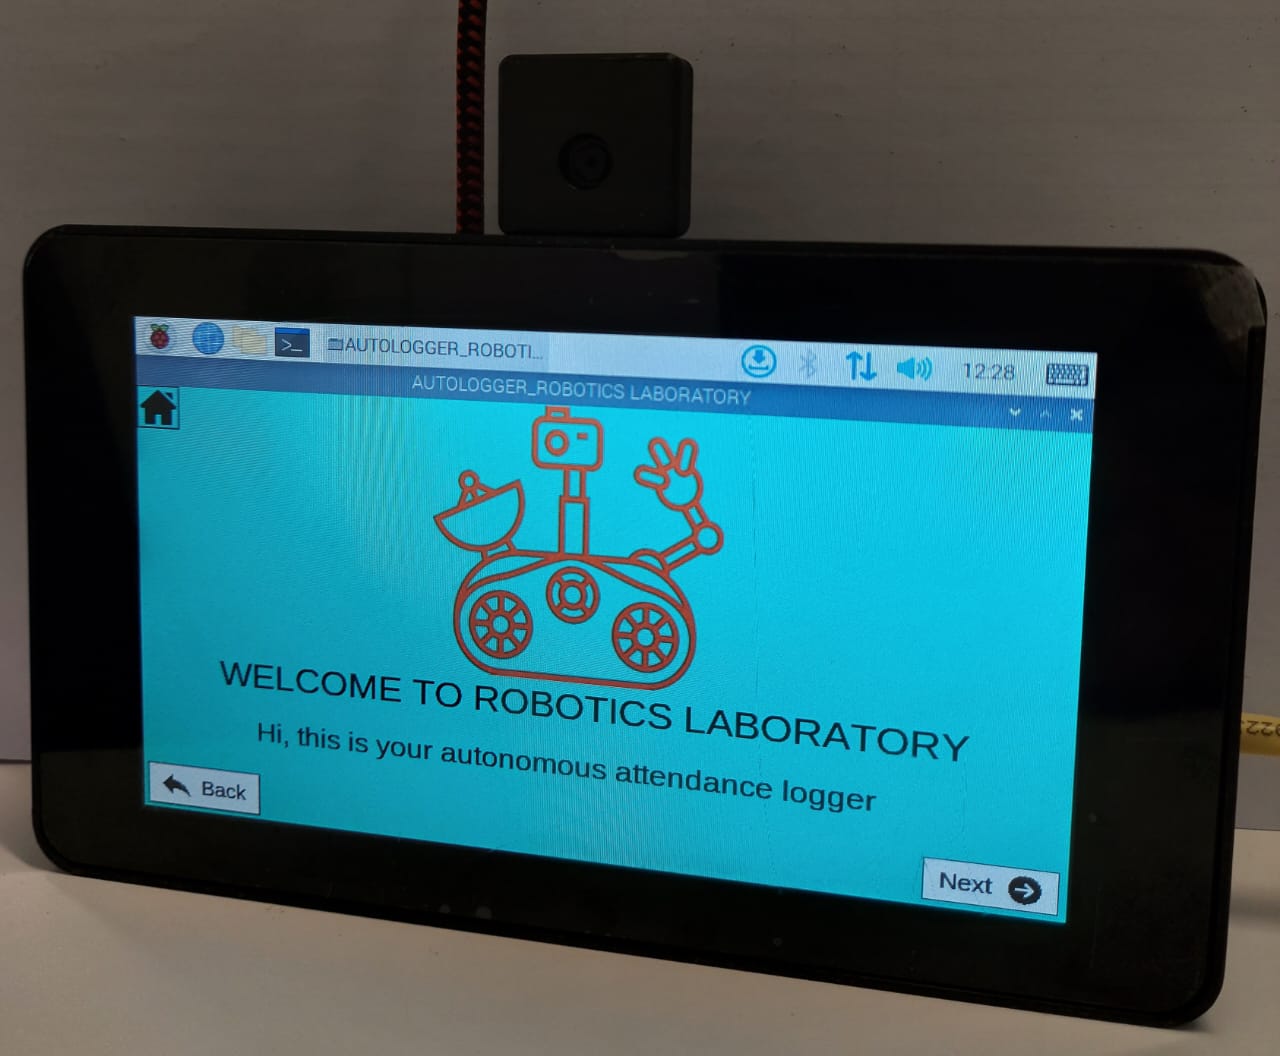 AUTOLOGGER_ROBOTI...
12:28
AUTOLOGGER_ROBOTICS LABORATORY
WELCOME TO ROBOTICS LABORATORY
Hi, this is your autonomous attendance logger
Back
Next